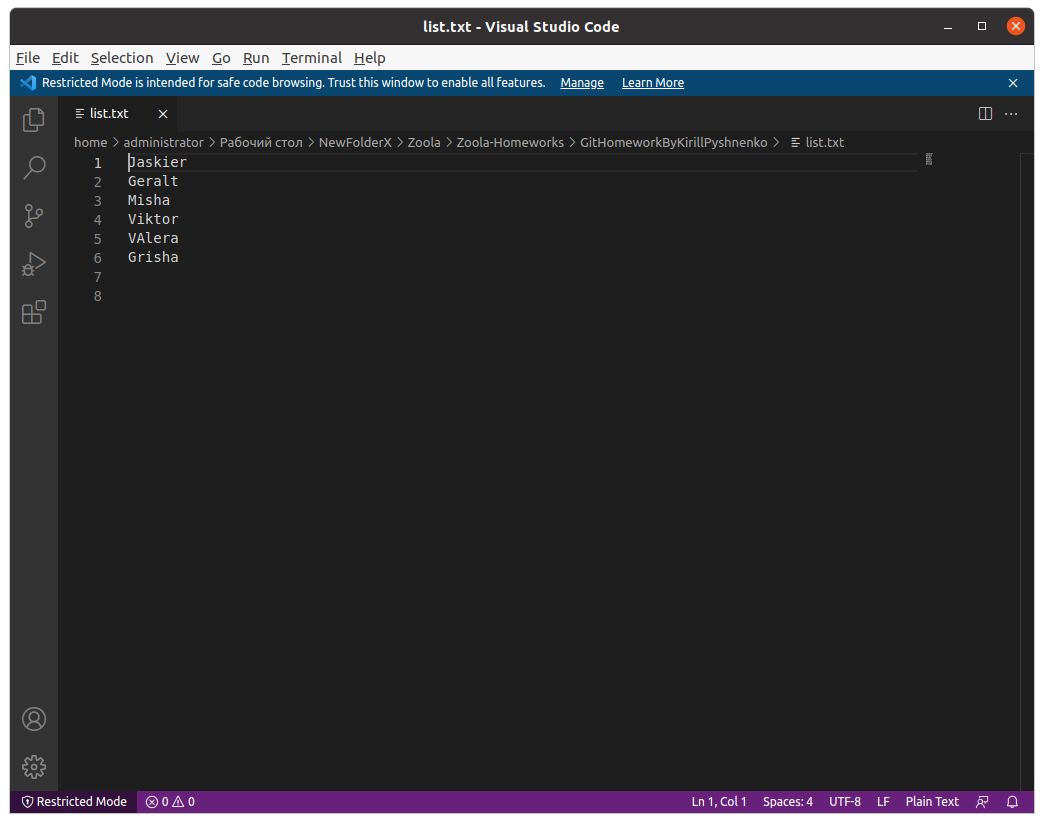 list.txt - Visual Studio Code
File Edit Selection View Go Run Terminal Help
Restricted Mode is intended for safe code browsing. Trust this window to enable all features. Manage Learn More
list.txt
home > administrator > Рабочий стол > NewFolderX > Zoola > Zoola-Homeworks > GitHomeworkByKirillPyshnenko > list.txt
1 Jaskier
2 Geralt
3 Misha
4 Viktor
5 VAlera
6 Grisha
7
8
Restricted Mode 0 0 Ln 1, Col 1 Spaces: 4 UTF-8 LF Plain Text